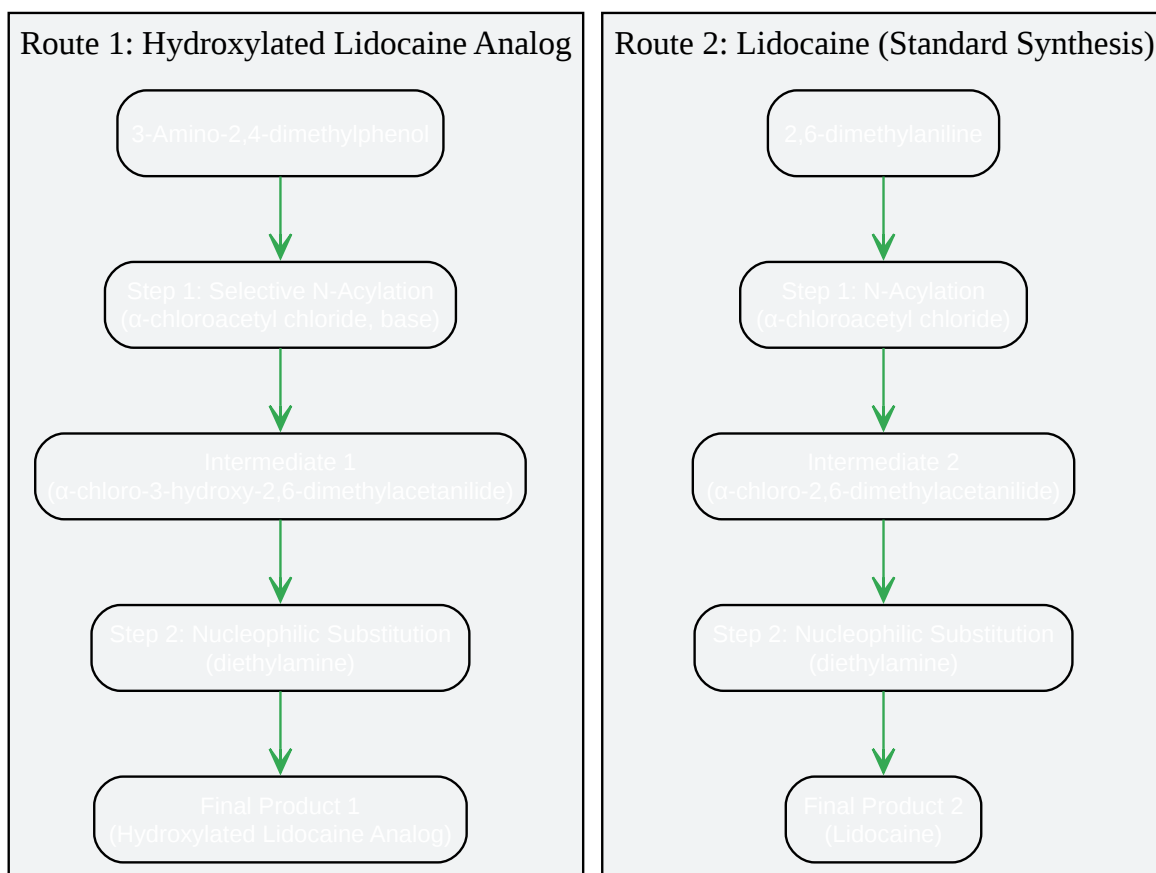 Route 1: Hydroxylated Lidocaine Analog
3-Amino-2,4-dimethylphenol
Step 1: Selective N-Acylation
(α-chloroacetyl chloride, base)
Intermediate 1
(α-chloro-3-hydroxy-2,6-dimethylacetanilide)
Step 2: Nucleophilic Substitution
(diethylamine)
Final Product 1
(Hydroxylated Lidocaine Analog)
Route 2: Lidocaine (Standard Synthesis)
2,6-dimethylaniline
Step 1: N-Acylation
(α-chloroacetyl chloride)
Intermediate 2
(α-chloro-2,6-dimethylacetanilide)
Step 2: Nucleophilic Substitution
(diethylamine)
Final Product 2
(Lidocaine)